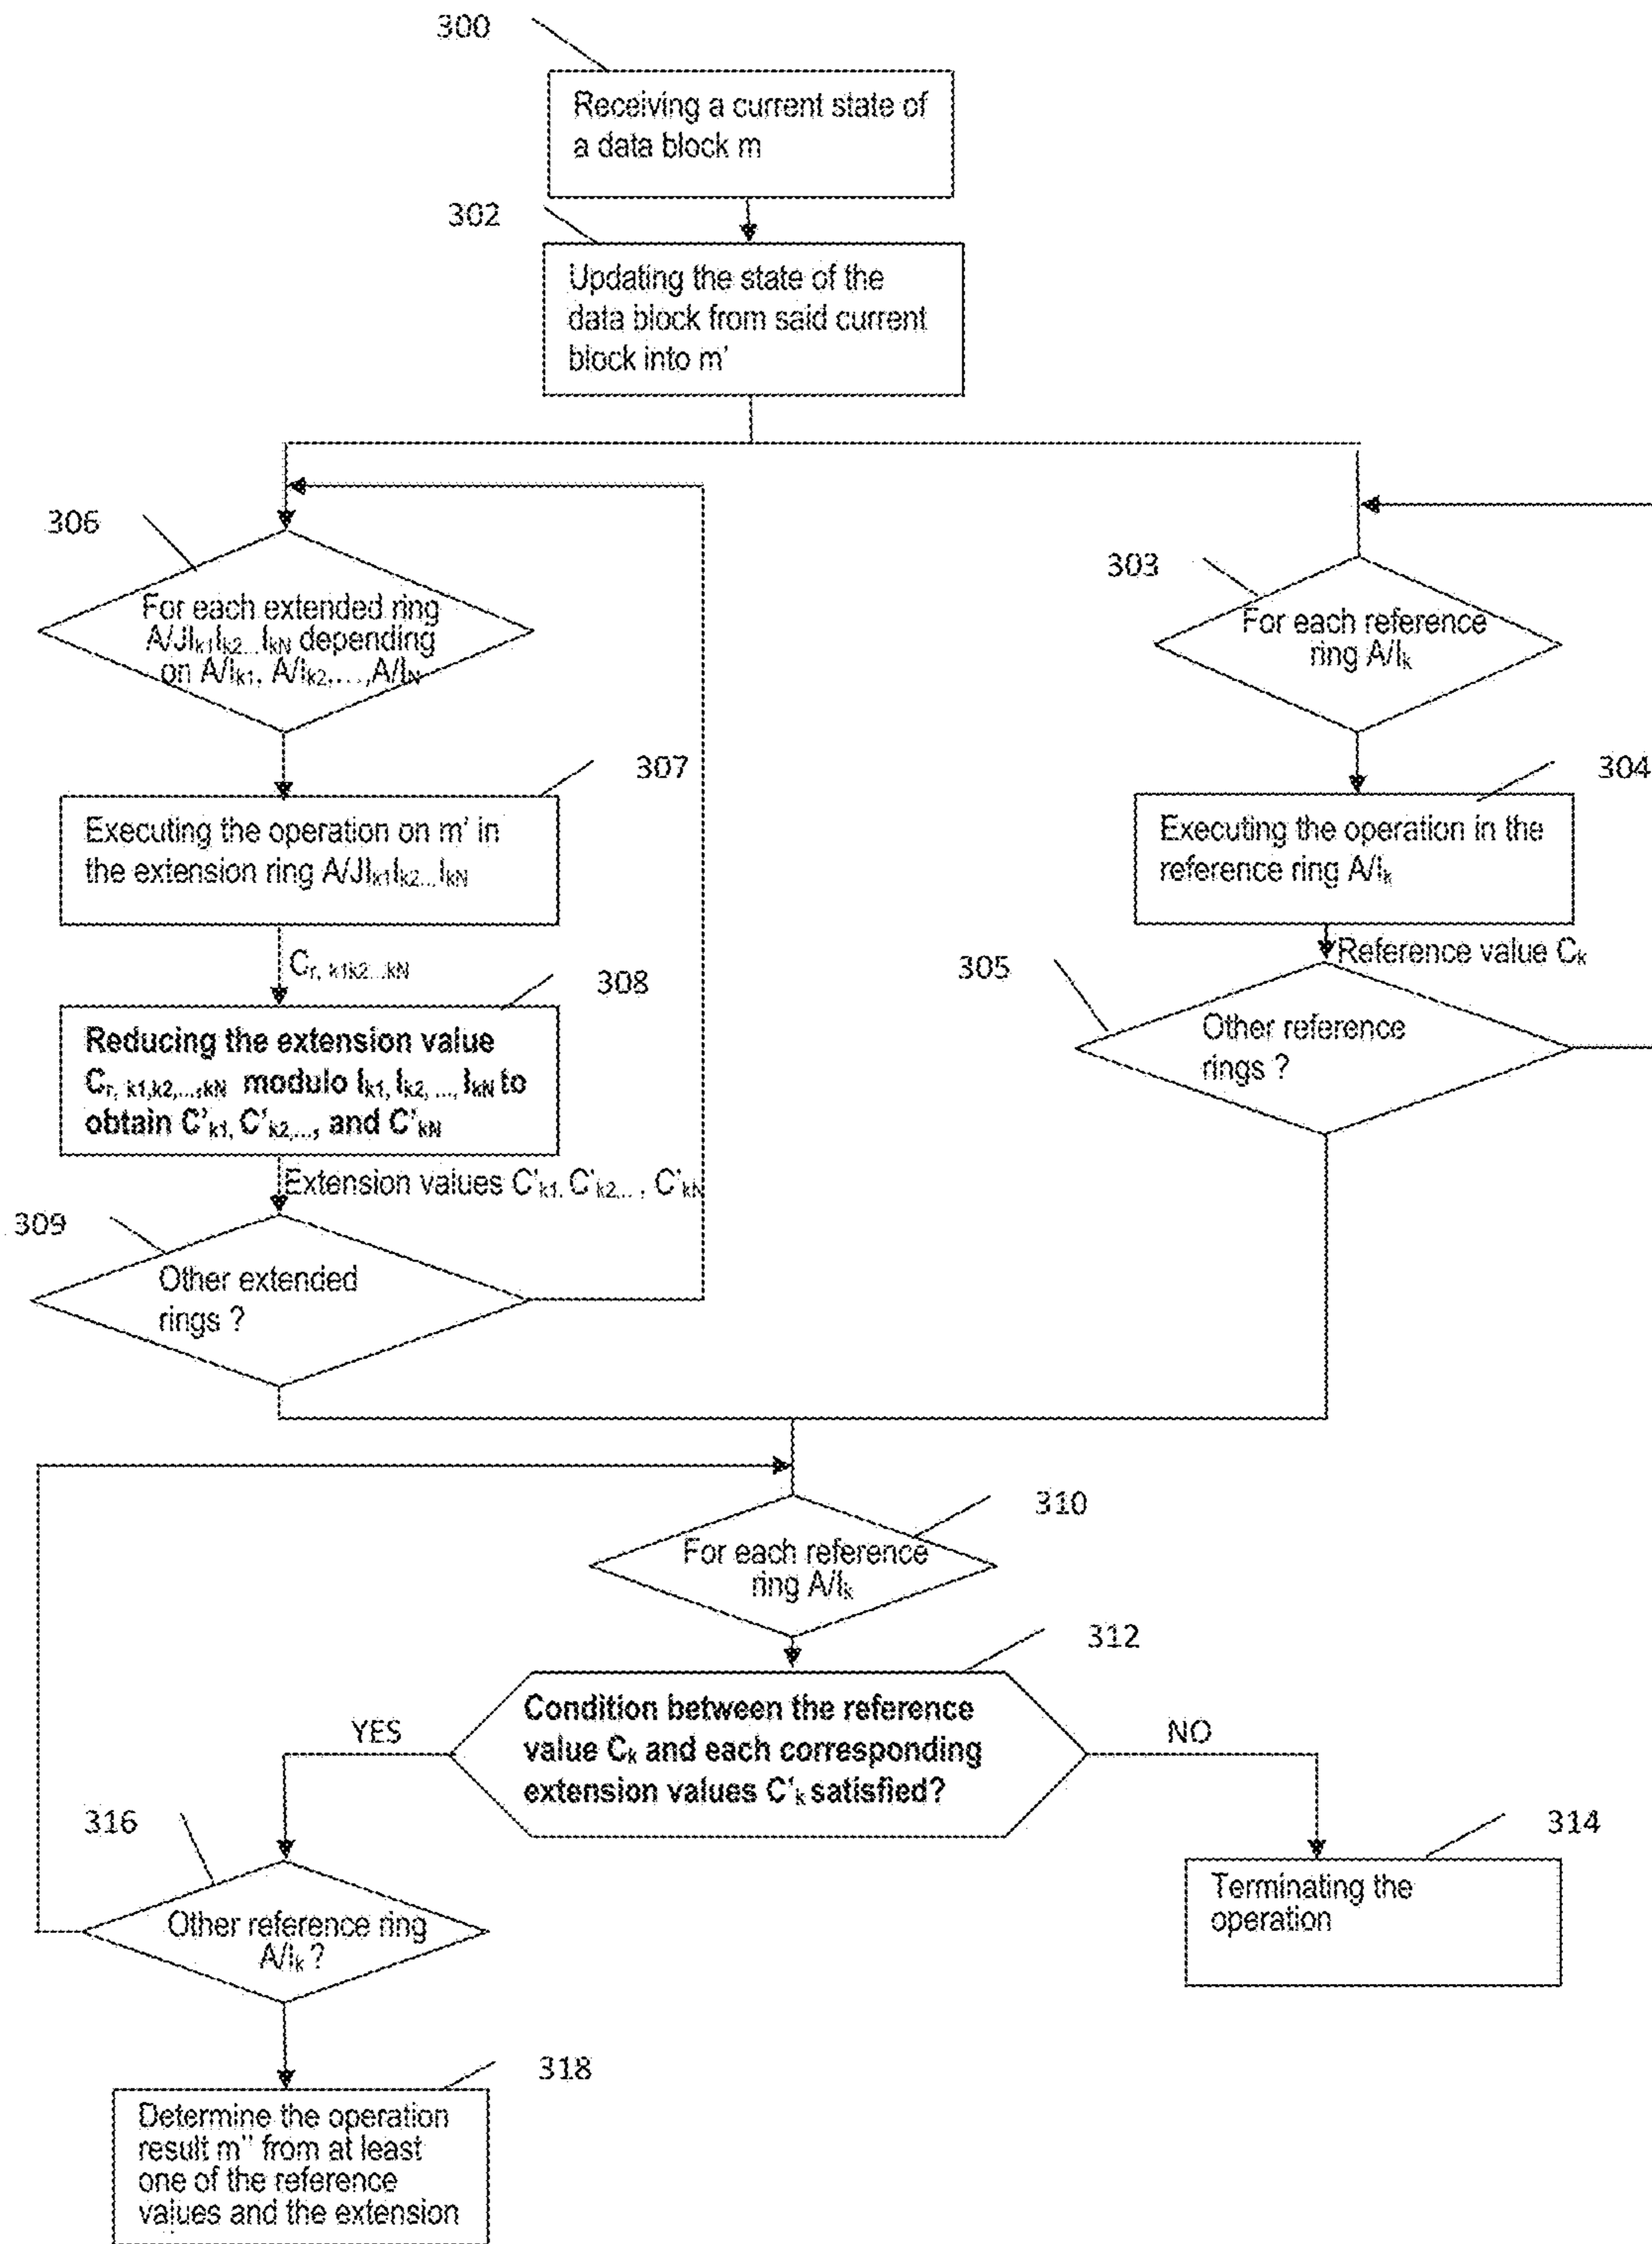 300
Receiving a current state of
a data block m
302
Updating the state of the
data block from said current
block into m'
306
For each extended ring
A/JIk1Ik2...IkN depending
on A/Ik1, A/Ik2,...,A/IN
303
For each reference
ring A/Ik
307
Executing the operation on m' in
the extension ring A/JIk1Ik2...IkN
304
Executing the operation in the
reference ring A/Ik
Cr, k1k2...kN
Reference value Ck
308
Reducing the extension value
Cr, k1,k2,...,kN modulo Ik1, Ik2, ..., IkN to
obtain C'k1, C'k2,..., and C'kN
305
Other reference
rings ?
Extension values C'k1, C'k2,.. , C'kN
309
Other extended
rings ?
310
For each reference
ring A/Ik
312
Condition between the reference
value Ck and each corresponding
extension values C'k satisfied?
YES
NO
316
Other reference ring
A/Ik ?
314
Terminating the
operation
318
Determine the operation
result m'' from at least
one of the reference
values and the extension